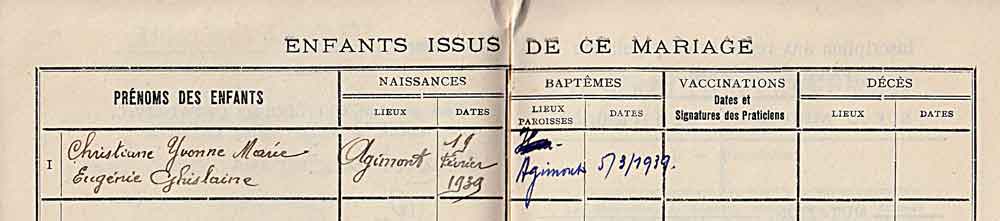 ENFANTS ISSUS DE CE MARIAGE
PRÉNOMS DES ENFANTS
NAISSANCES
BAPTÊMES
VACCINATIONS
Dates et
Signatures des Praticiens
DÉCÈS
LIEUX
DATES
LIEUX
PAROISSES
DATES
LIEUX
DATES
I
Christiane Yvonne Marie
Eugénie Ghislaine
Agimont
19
février
1939
Agimont
5/3/1939.